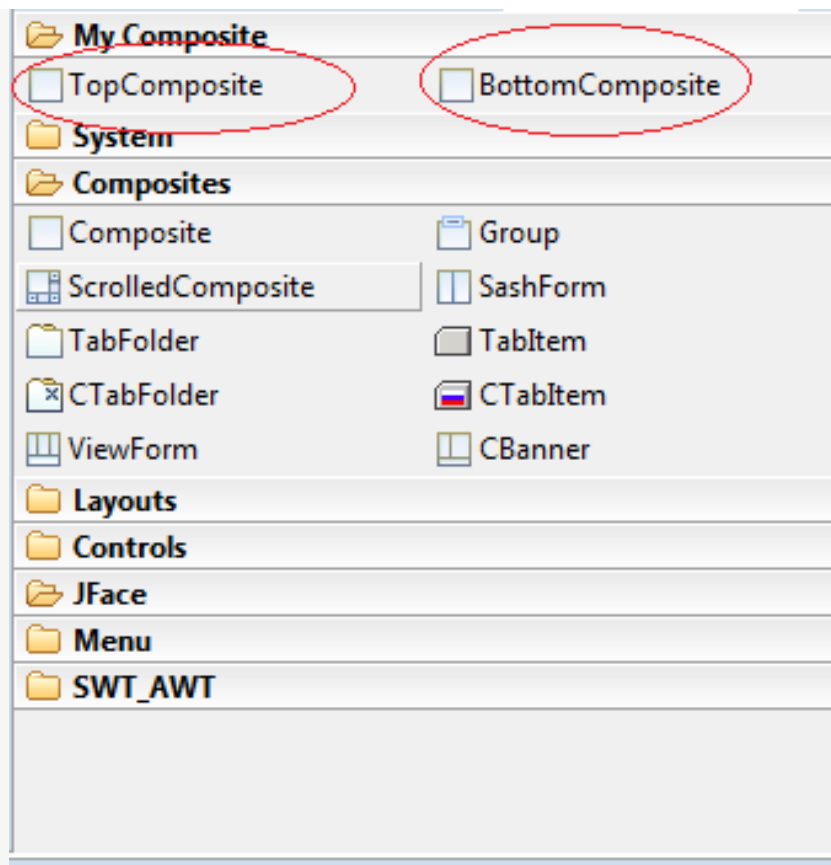 My Composite
TopComposite BottomComposite
System
Composites
Composite Group
ScrolledComposite SashForm
TabFolder TabItem
CTabFolder CTabItem
ViewForm CBanner
Layouts
Controls
JFace
Menu
SWT_AWT